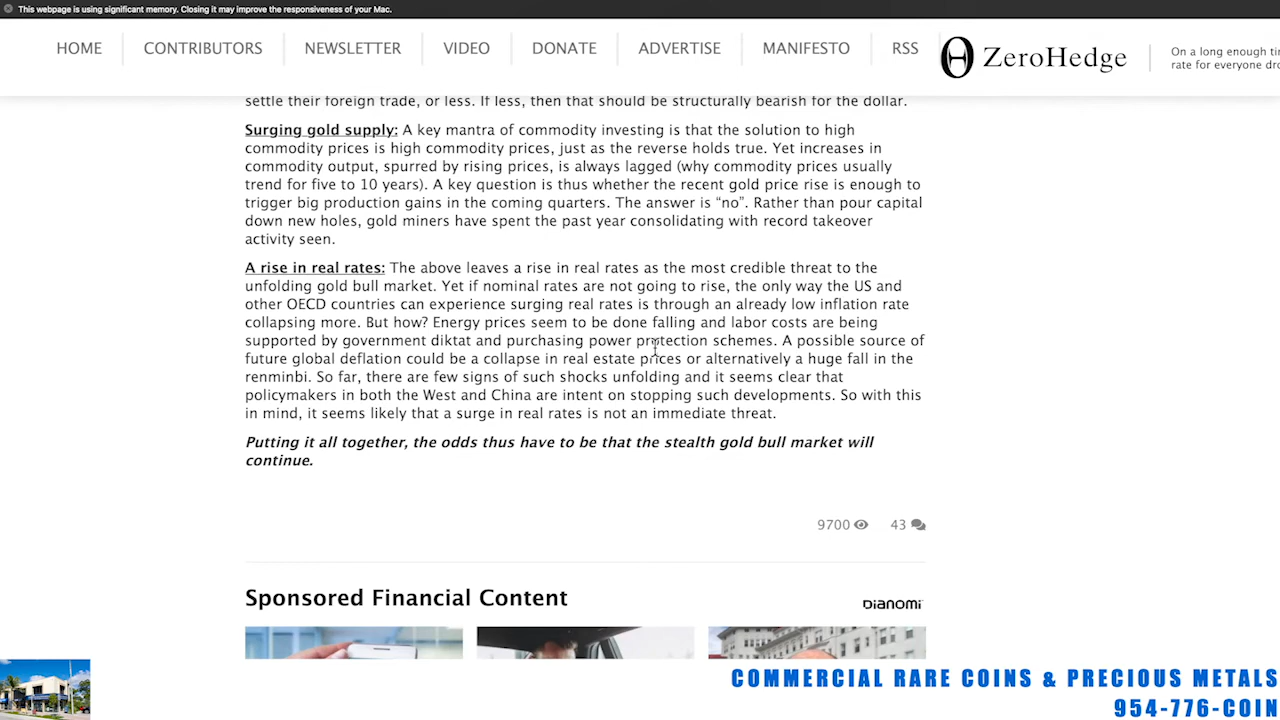 This webpage is using significant memory. Closing it may improve the responsiveness of your Mac.
HOME CONTRIBUTORS NEWSLETTER VIDEO DONATE ADVERTISE MANIFESTO RSS
ZeroHedge
On a long enough
rate for everyone
settle their foreign trade, or less. If less, then that should be structurally bearish for the dollar.
Surging gold supply: A key mantra of commodity investing is that the solution to high
commodity prices is high commodity prices, just as the reverse holds true. Yet increases in
commodity output, spurred by rising prices, is always lagged (why commodity prices usually
trend for five to 10 years). A key question is thus whether the recent gold price rise is enough to
trigger big production gains in the coming quarters. The answer is “no”. Rather than pour capital
down new holes, gold miners have spent the past year consolidating with record takeover
activity seen.
A rise in real rates: The above leaves a rise in real rates as the most credible threat to the
unfolding gold bull market. Yet if nominal rates are not going to rise, the only way the US and
other OECD countries can experience surging real rates is through an already low inflation rate
collapsing more. But how? Energy prices seem to be done falling and labor costs are being
supported by government diktat and purchasing power protection schemes. A possible source of
future global deflation could be a collapse in real estate prices or alternatively a huge fall in the
renminbi. So far, there are few signs of such shocks unfolding and it seems clear that
policymakers in both the West and China are intent on stopping such developments. So with this
in mind, it seems likely that a surge in real rates is not an immediate threat.
Putting it all together, the odds thus have to be that the stealth gold bull market will
continue.
9700 43
Sponsored Financial Content
DIANOMI
COMMERCIAL RARE COINS & PRECIOUS METALS
954-776-COIN